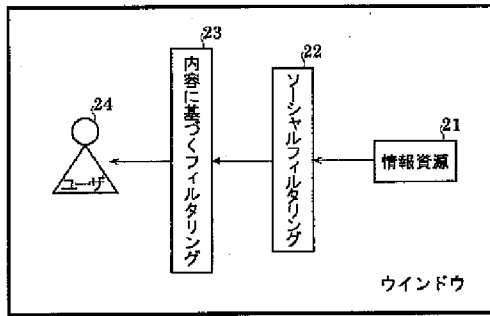 23
内容に基づくフィルタリング
22
ソーシャルフィルタリング
24
ユーザ
21
情報資源
ウインドウ